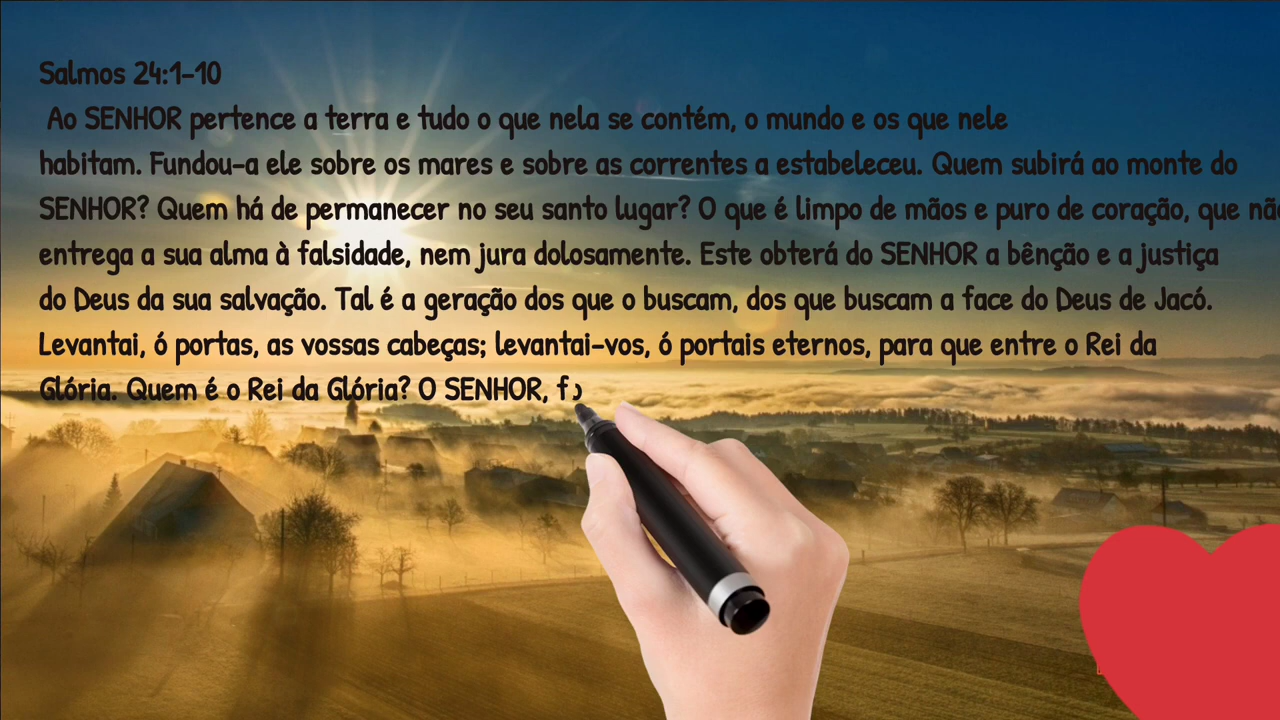 Salmos 24:1-10
Ao SENHOR pertence a terra e tudo o que nela se contém, o mundo e os que nele
habitam. Fundou-a ele sobre os mares e sobre as correntes a estabeleceu. Quem subirá ao monte do
SENHOR? Quem há de permanecer no seu santo lugar? O que é limpo de mãos e puro de coração, que
entrega a sua alma à falsidade, nem jura dolosamente. Este obterá do SENHOR a bênção e a justiça
do Deus da sua salvação. Tal é a geração dos que o buscam, dos que buscam a face do Deus de Jacó.
Levantai, ó portas, as vossas cabeças; levantai-vos, ó portais eternos, para que entre o Rei da
Glória. Quem é o Rei da Glória? O SENHOR,